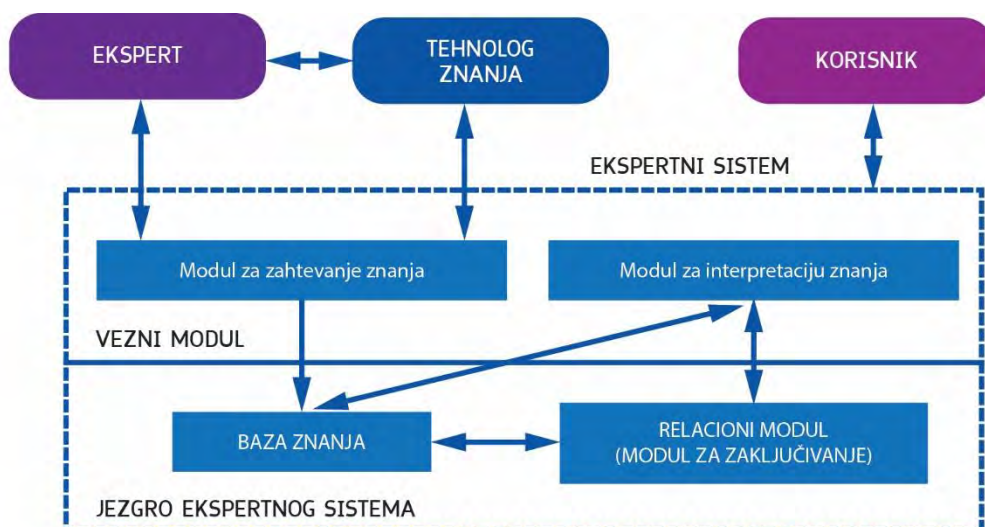 EKSPERT
TEHNOLOG
ZNANJA
KORISNIK
EKSPERTNI SISTEM
Modul za zahtevanje znanja
Modul za interpretaciju znanja
VEZNI MODUL
BAZA ZNANJA
RELACIONI MODUL
(MODUL ZA ZAKLJUČIVANJE)
JEZGRO EKSPERTNOG SISTEMA